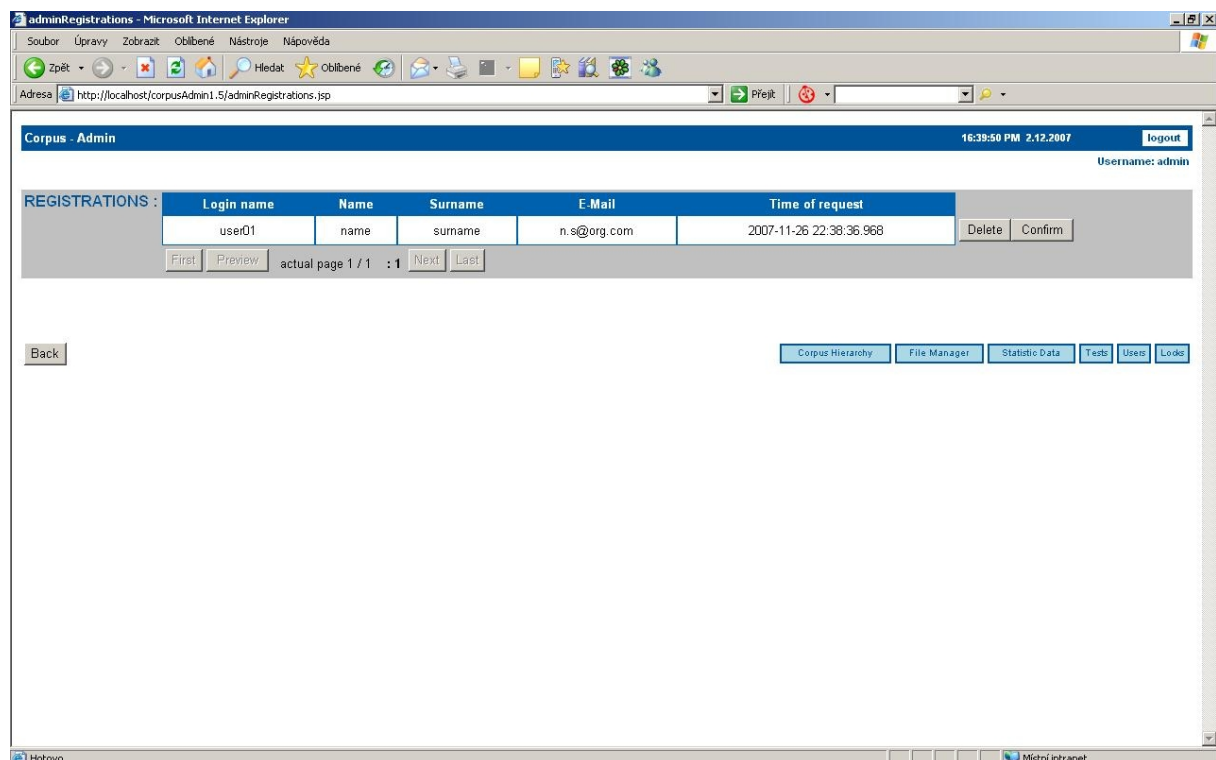 adminRegistrations - Microsoft Internet Explorer
Soubor Úpravy Zobrazit Oblíbené Nástroje Nápověda
Zpět Hledat Oblíbené
Adresa http://localhost/corpusAdmin1.5/adminRegistrations.jsp Přejít
Corpus - Admin 16:39:50 PM 2.12.2007 logout
Username: admin
REGISTRATIONS : Login name Name Surname E-Mail Time of request
user01 name surname n.s@org.com 2007-11-26 22:38:36.968 Delete Confirm
First Preview actual page 1 / 1 : 1 Next Last
Back Corpus Hierarchy File Manager Statistic Data Tests Users Locks
Hotovo Místní intranet